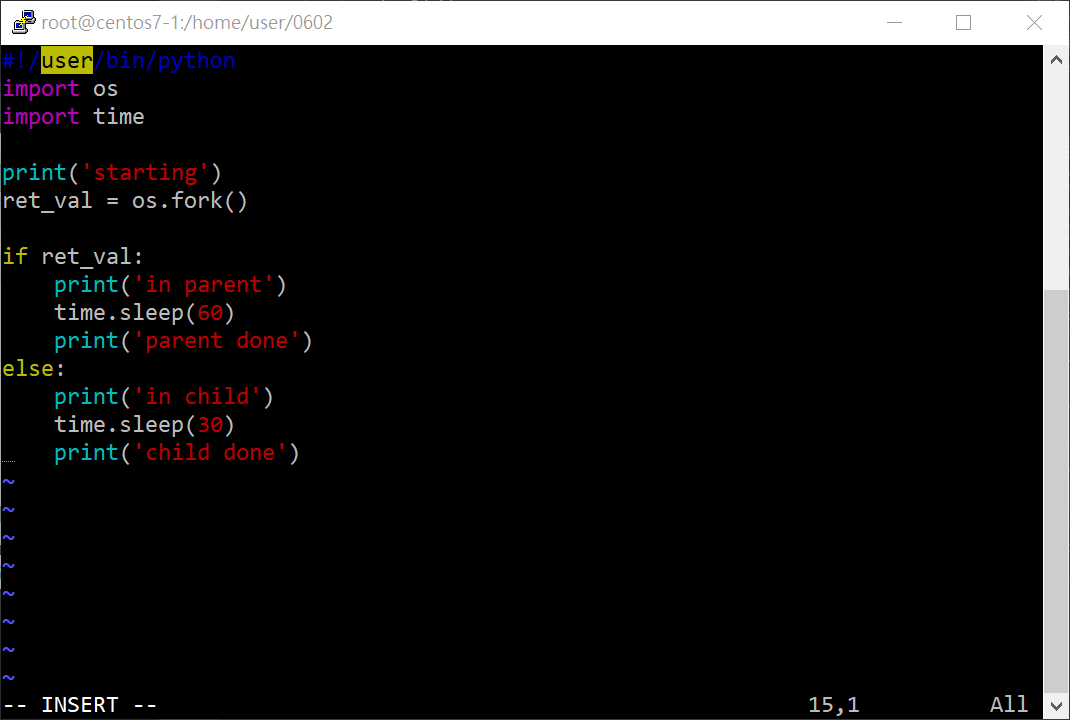 root@centos7-1:/home/user/0602
#!/user/bin/python
import os
import time

print('starting')
ret_val = os.fork()

if ret_val:
    print('in parent')
    time.sleep(60)
    print('parent done')
else:
    print('in child')
    time.sleep(30)
    print('child done')
~
~
~
~
~
~
~
~
-- INSERT -- 15,1 All